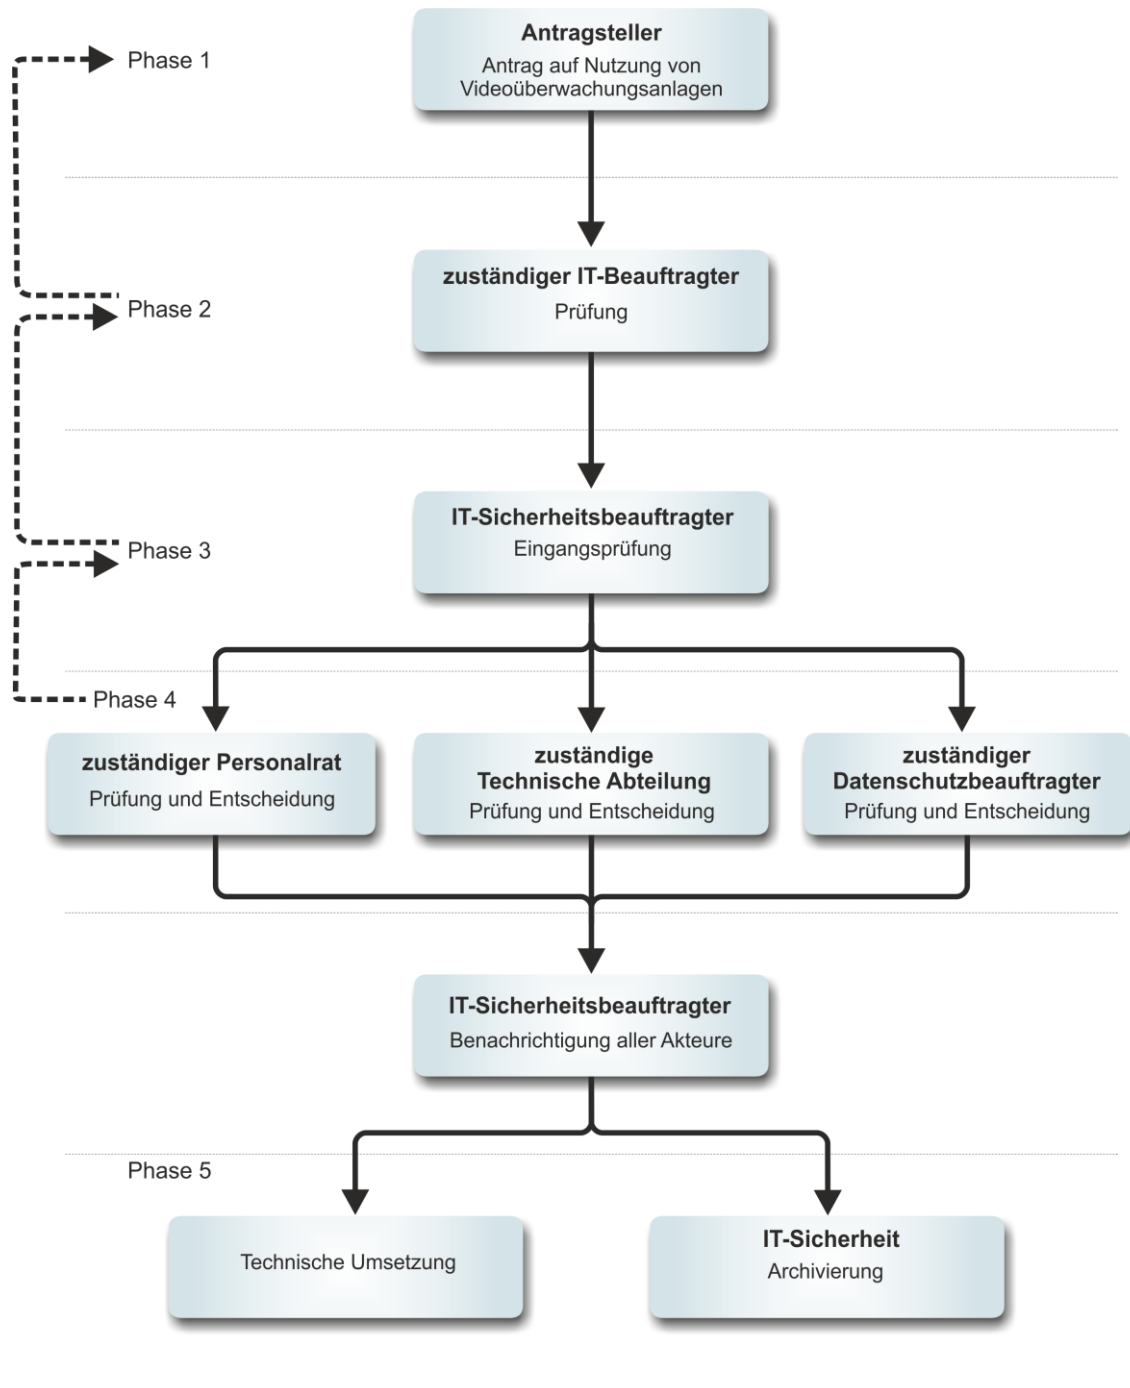 Antragsteller
Antrag auf Nutzung von
Videoüberwachungsanlagen
Phase 1
zuständiger IT-Beauftragter
Prüfung
Phase 2
IT-Sicherheitsbeauftragter
Eingangsprüfung
Phase 3
Phase 4
zuständiger Personalrat
Prüfung und Entscheidung
zuständige
Technische Abteilung
Prüfung und Entscheidung
zuständiger
Datenschutzbeauftragter
Prüfung und Entscheidung
IT-Sicherheitsbeauftragter
Benachrichtigung aller Akteure
Phase 5
Technische Umsetzung
IT-Sicherheit
Archivierung